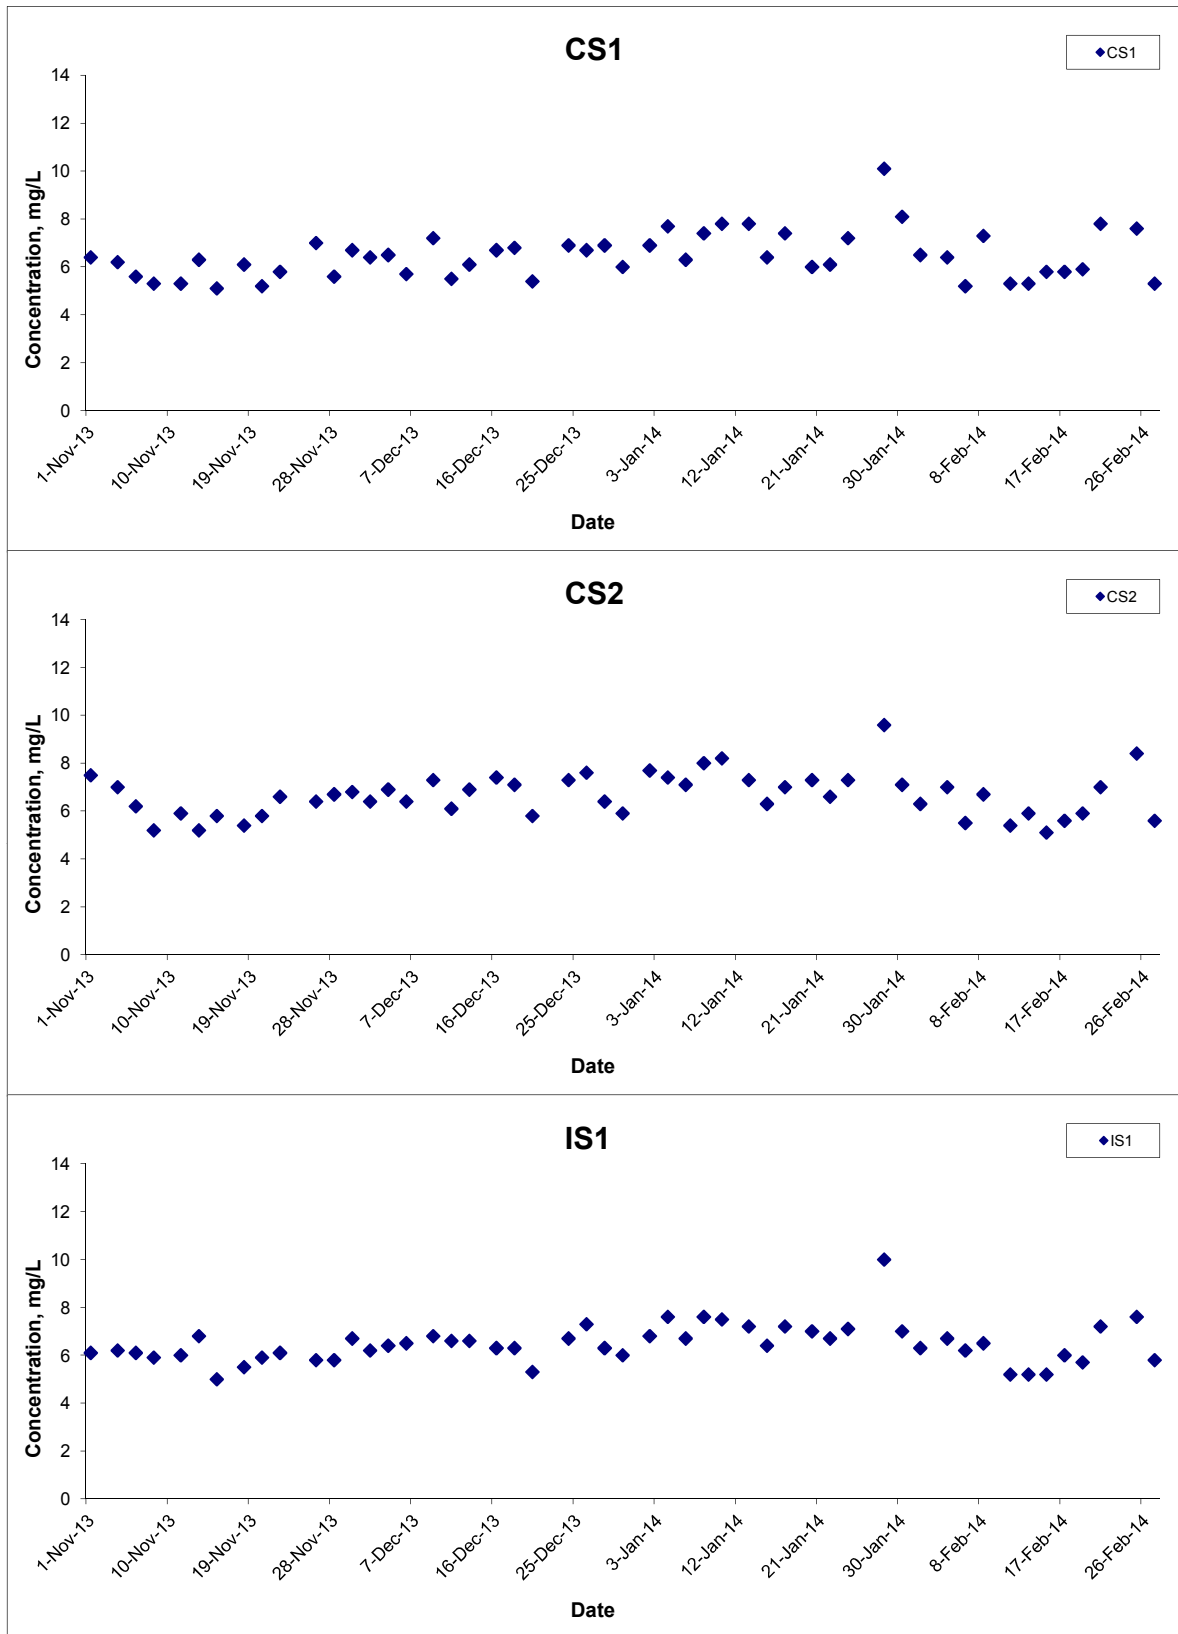 CS1
CS1
14
12
10
8
6
4
2
0
Concentration, mg/L
1-Nov-13
10-Nov-13
19-Nov-13
28-Nov-13
7-Dec-13
16-Dec-13
25-Dec-13
3-Jan-14
12-Jan-14
21-Jan-14
30-Jan-14
8-Feb-14
17-Feb-14
26-Feb-14
Date
CS2
CS2
14
12
10
8
6
4
2
0
Concentration, mg/L
1-Nov-13
10-Nov-13
19-Nov-13
28-Nov-13
7-Dec-13
16-Dec-13
25-Dec-13
3-Jan-14
12-Jan-14
21-Jan-14
30-Jan-14
8-Feb-14
17-Feb-14
26-Feb-14
Date
IS1
IS1
14
12
10
8
6
4
2
0
Concentration, mg/L
1-Nov-13
10-Nov-13
19-Nov-13
28-Nov-13
7-Dec-13
16-Dec-13
25-Dec-13
3-Jan-14
12-Jan-14
21-Jan-14
30-Jan-14
8-Feb-14
17-Feb-14
26-Feb-14
Date